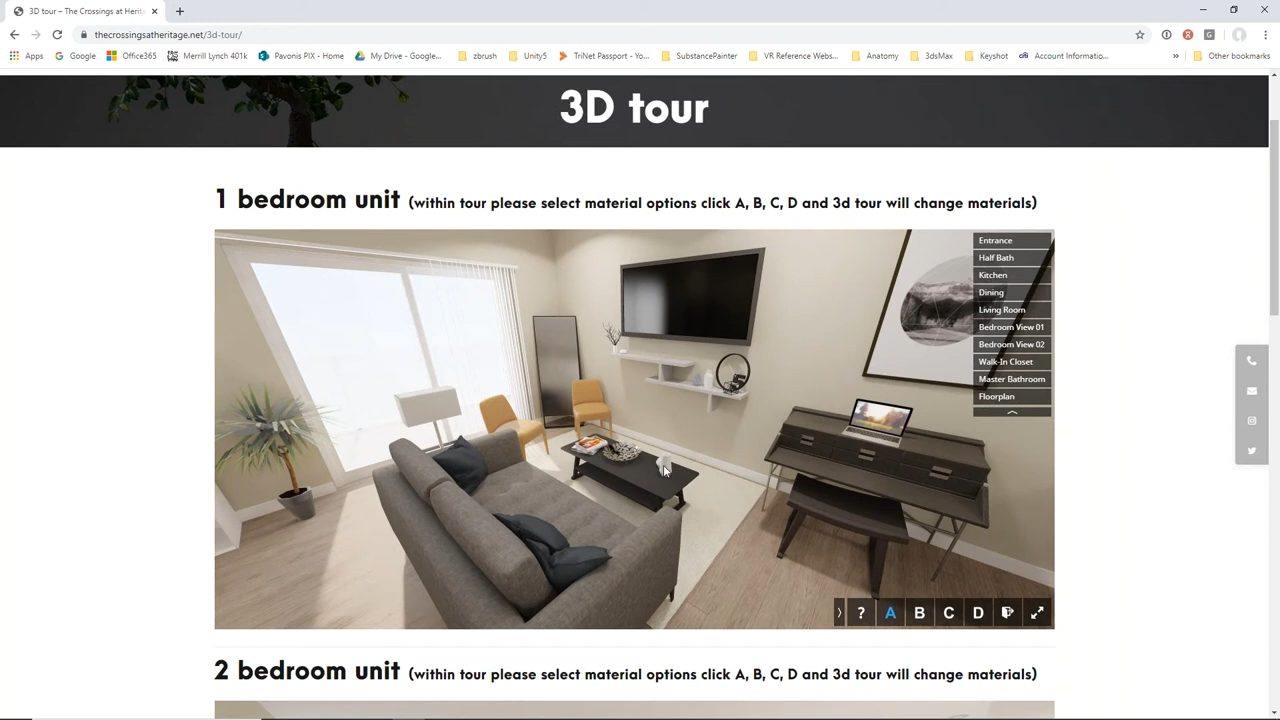 3D tour – The Crossings at Herita
thecrossingsatheritage.net/3d-tour/
Apps Google Office365 Merrill Lynch 401k Pavonis PIX - Home My Drive - Google... zbrush Unity5 TriNet Passport - Yo... SubstancePainter VR Reference Web... Anatomy 3dsMax Keyshot Account Informatio... » Other bookmarks
3D tour
1 bedroom unit (within tour please select material options click A, B, C, D and 3d tour will change materials)
Entrance
Half Bath
Kitchen
Dining
Living Room
Bedroom View 01
Bedroom View 02
Walk-In Closet
Master Bathroom
Floorplan
? A B C D
2 bedroom unit (within tour please select material options click A, B, C, D and 3d tour will change materials)